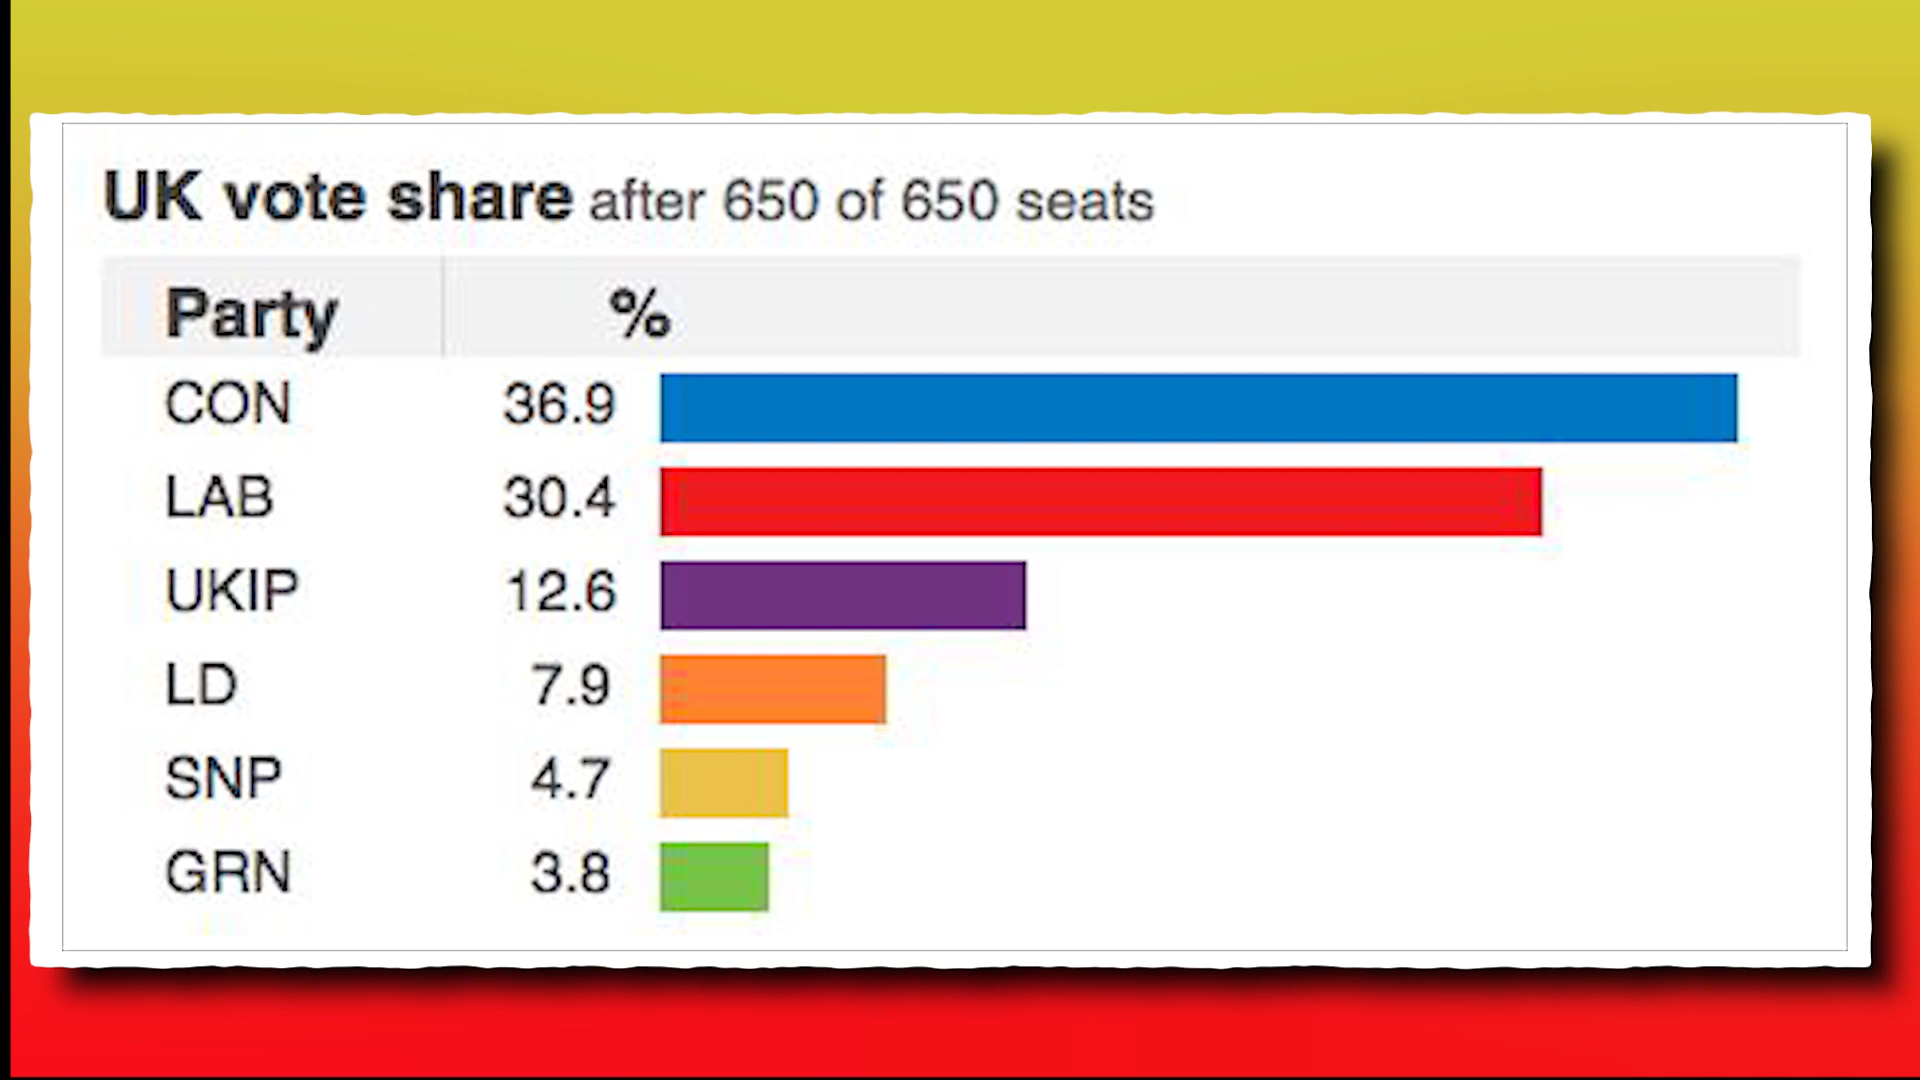 UK vote share after 650 of 650 seats
Party %
CON 36.9
LAB 30.4
UKIP 12.6
LD 7.9
SNP 4.7
GRN 3.8